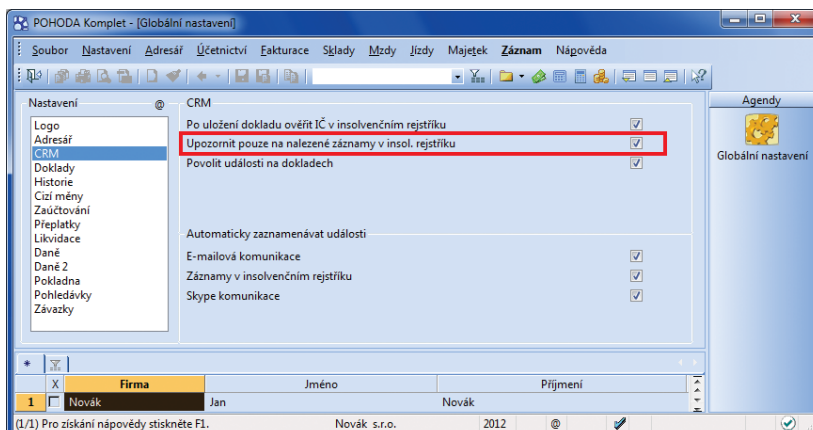 POHODA Komplet - [Globální nastavení]
Soubor Nastavení Adresář Účetnictví Fakturace Sklady Mzdy Jízdy Majetek Záznam Nápověda
Nastavení @
Logo
Adresář
CRM
Doklady
Historie
Cizí měny
Zaúčtování
Přeplatky
Likvidace
Daně
Daně 2
Pokladna
Pohledávky
Závazky
CRM
Po uložení dokladu ověřit IČ v insolvenčním rejstříku
Upozornit pouze na nalezené záznamy v insol. rejstříku
Povolit události na dokladech
Automaticky zaznamenávat události
E-mailová komunikace
Záznamy v insolvenčním rejstříku
Skype komunikace
Agendy
Globální nastavení
*
X Firma Jméno Příjmení
1 Novák Jan Novák
(1/1) Pro získání nápovědy stiskněte F1. Novák s.r.o. 2012 @